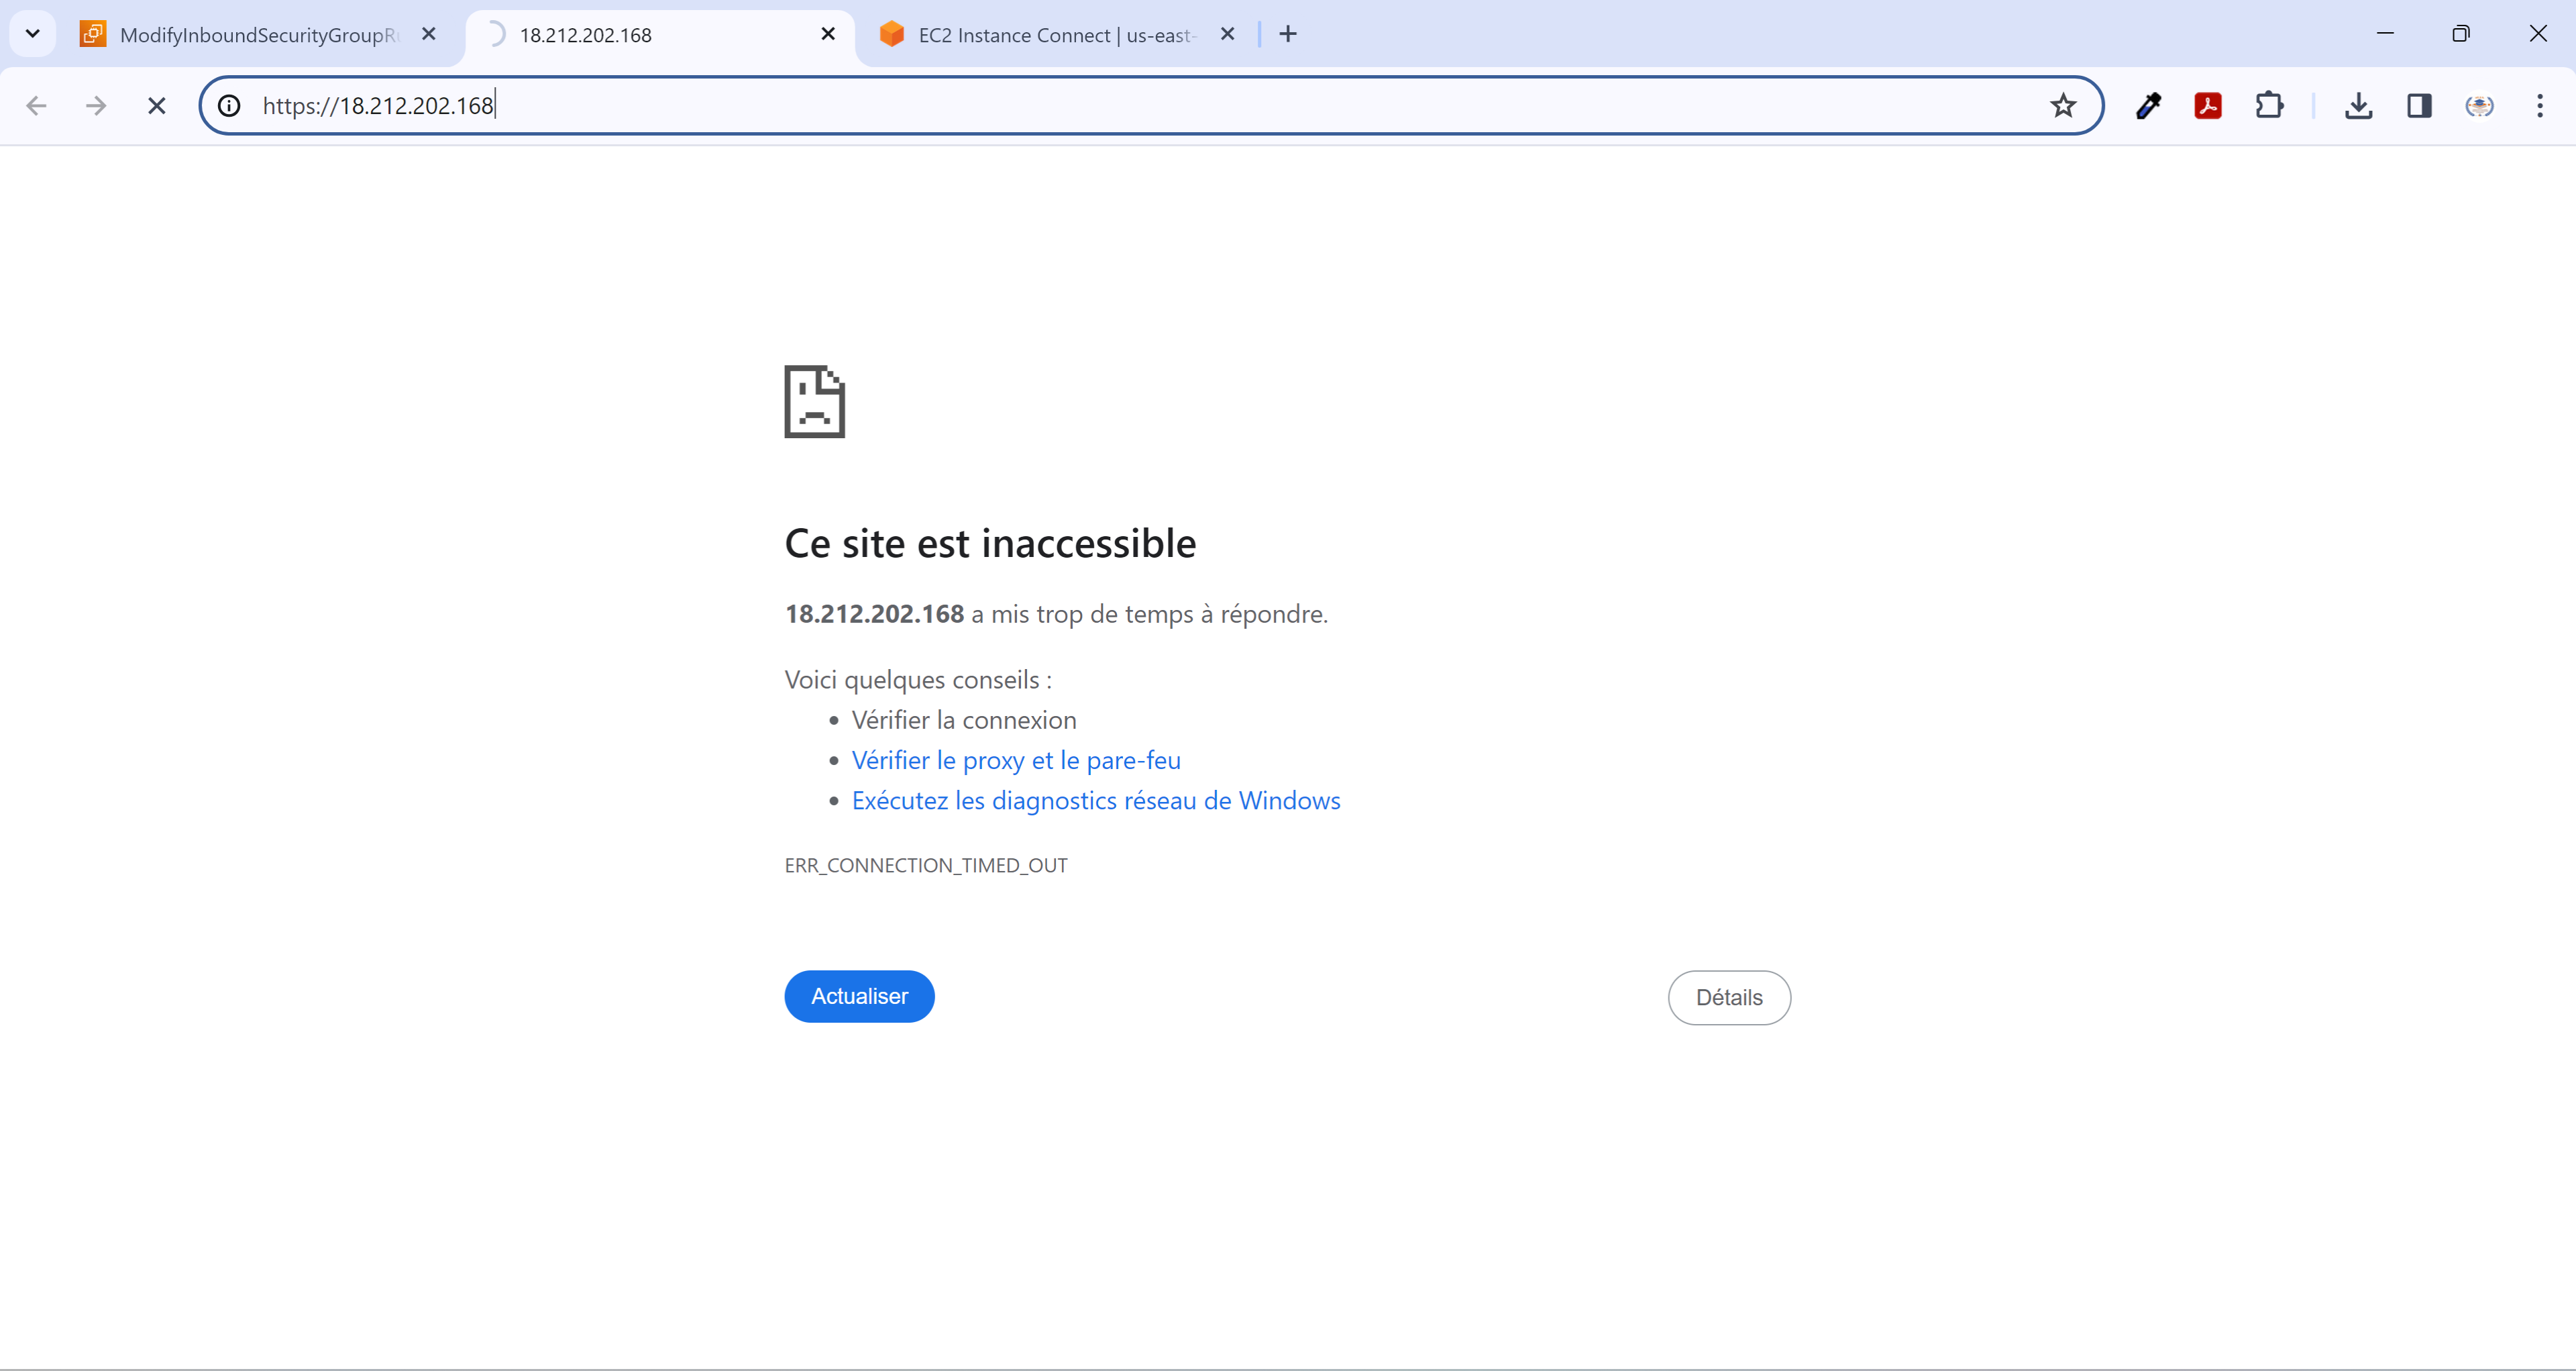 ModifyInboundSecurityGroupR
18.212.202.168
EC2 Instance Connect | us-east-
https://18.212.202.168
Ce site est inaccessible
18.212.202.168 a mis trop de temps à répondre.
Voici quelques conseils :
Vérifier la connexion
Vérifier le proxy et le pare-feu
Exécutez les diagnostics réseau de Windows
ERR_CONNECTION_TIMED_OUT
Actualiser
Détails